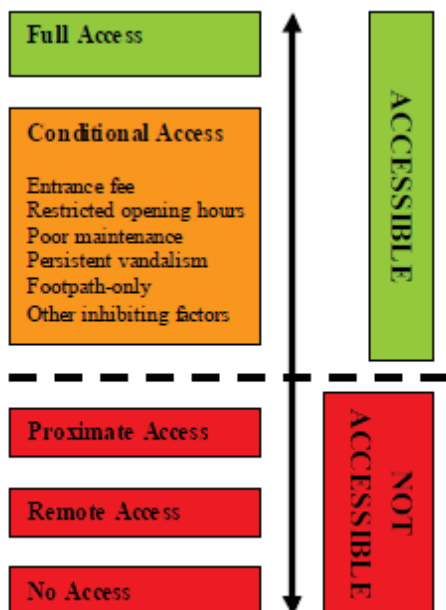 Full Access
Conditional Access
Entrance fee
Restricted opening hours
Poor maintenance
Persistent vandalism
Footpath-only
Other inhibiting factors
ACCESSIBLE
Proximate Access
Remote Access
No Access
NOT
ACCESSIBLE